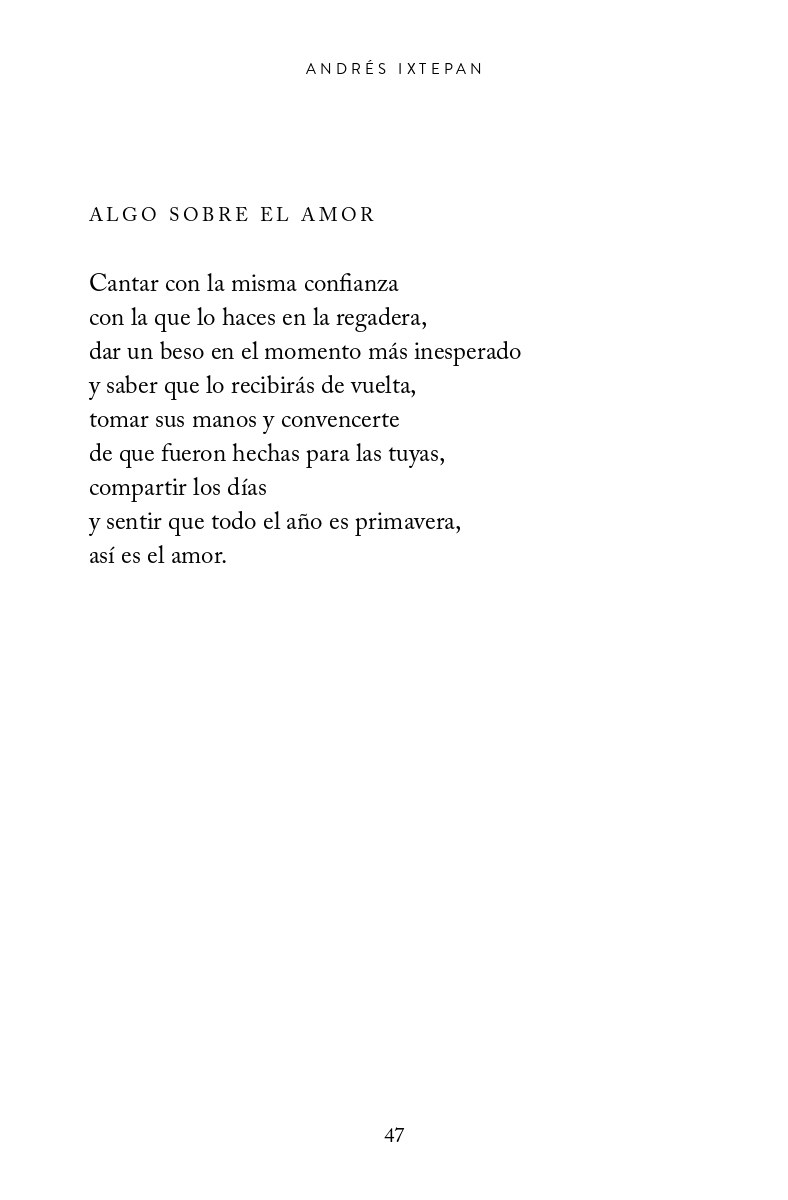 ANDRÉS IXTEPAN
ALGO SOBRE EL AMOR
Cantar con la misma confianza
con la que lo haces en la regadera,
dar un beso en el momento más inesperado
y saber que lo recibirás de vuelta,
tomar sus manos y convencerte
de que fueron hechas para las tuyas,
compartir los días
y sentir que todo el año es primavera,
así es el amor.
47